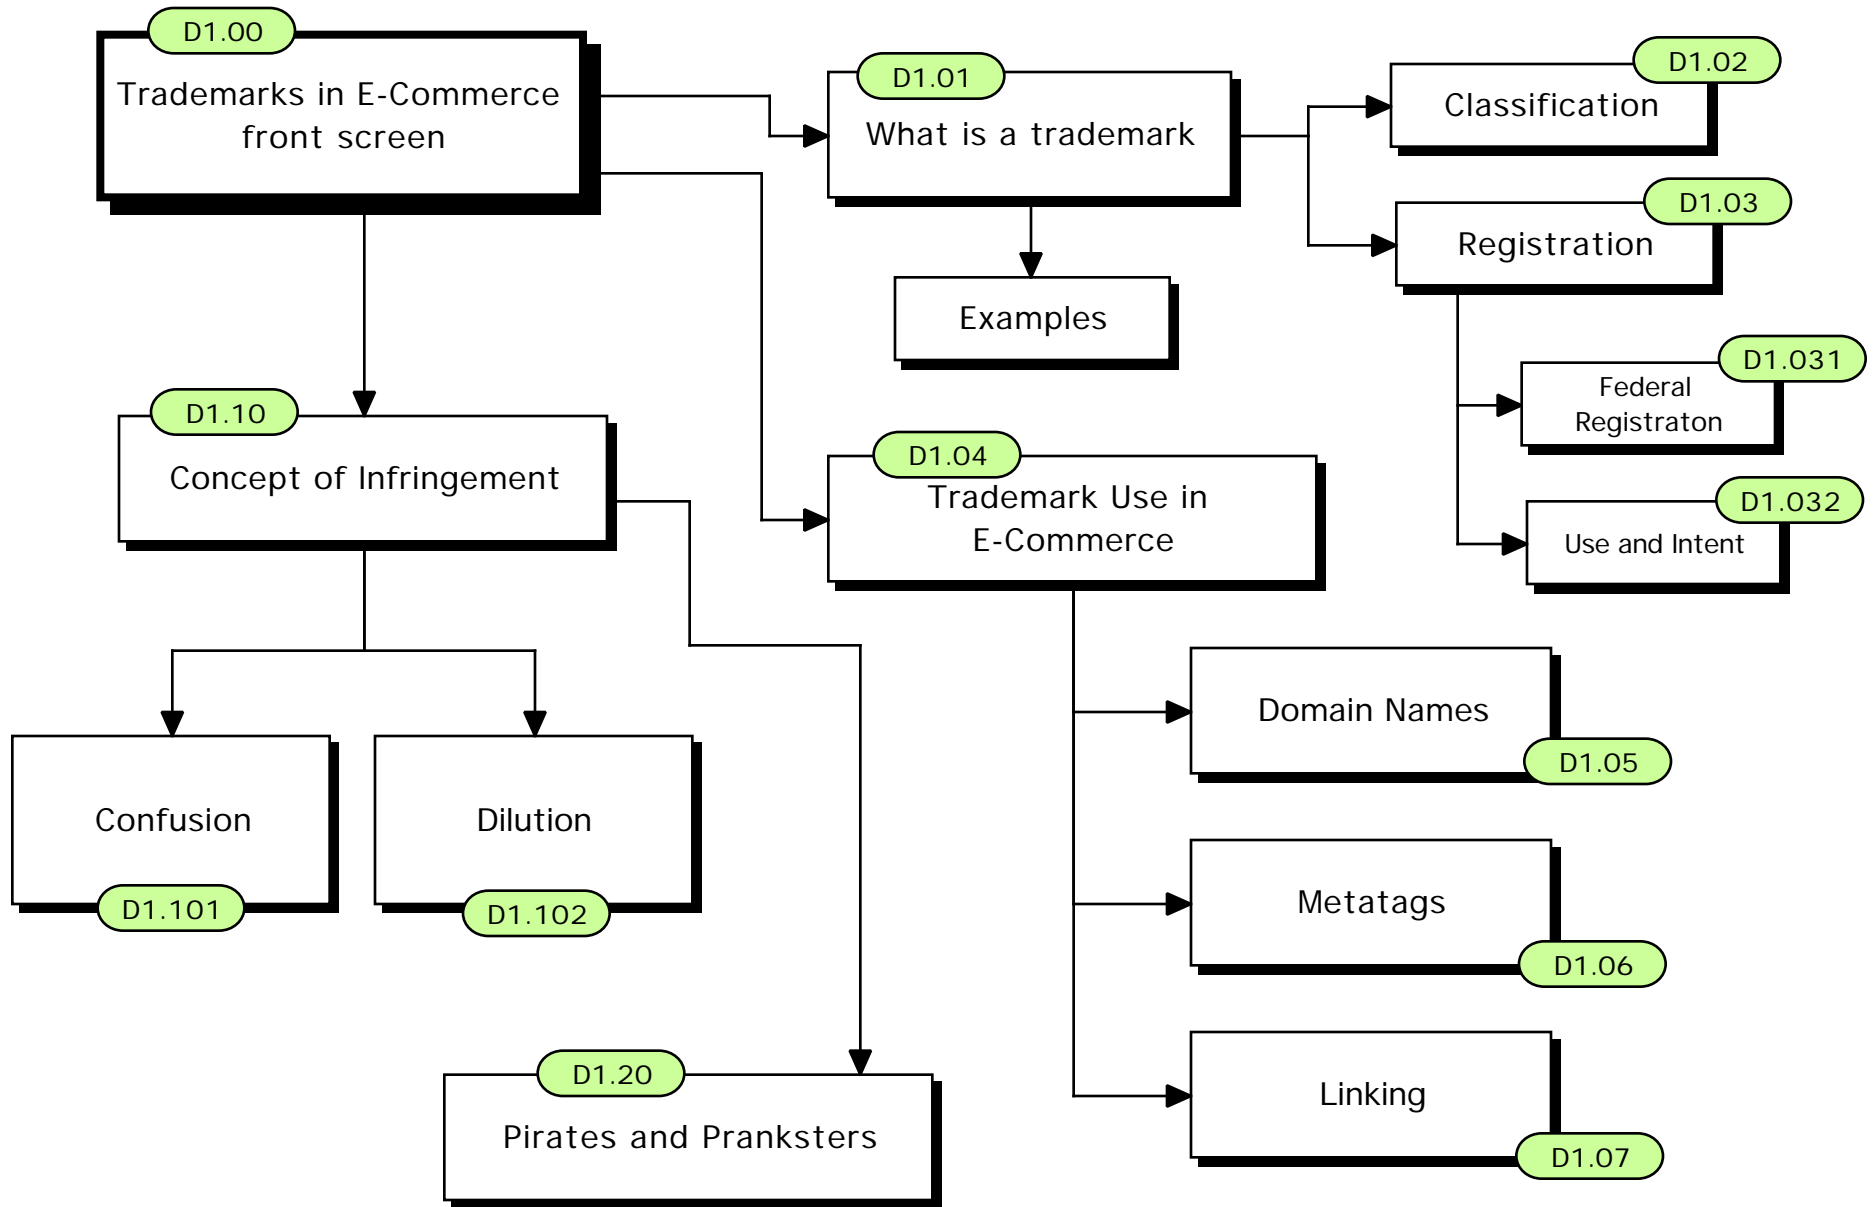 D1.00
Trademarks in E-Commerce
front screen
D1.01
What is a trademark
D1.02
Classification
D1.03
Registration
Examples
D1.031
Federal
Registraton
D1.032
Use and Intent
D1.10
Concept of Infringement
D1.04
Trademark Use in
E-Commerce
Domain Names
D1.05
Confusion
D1.101
Dilution
D1.102
Metatags
D1.06
D1.20
Pirates and Pranksters
Linking
D1.07